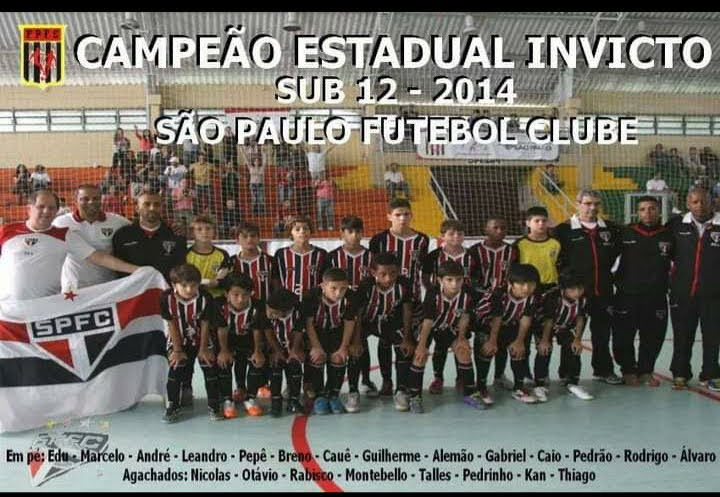 FPFS
CAMPEÃO ESTADUAL INVICTO
SUB 12 - 2014
SÃO PAULO FUTEBOL CLUBE
SPFC
Em pé: Edu - Marcelo - André - Leandro - Pepê - Breno - Cauê - Guilherme - Alemão - Gabriel - Caio - Pedrão - Rodrigo - Álvaro
Agachados: Nicolas - Otávio - Rabisco - Montebello - Talles - Pedrinho - Kan - Thiago